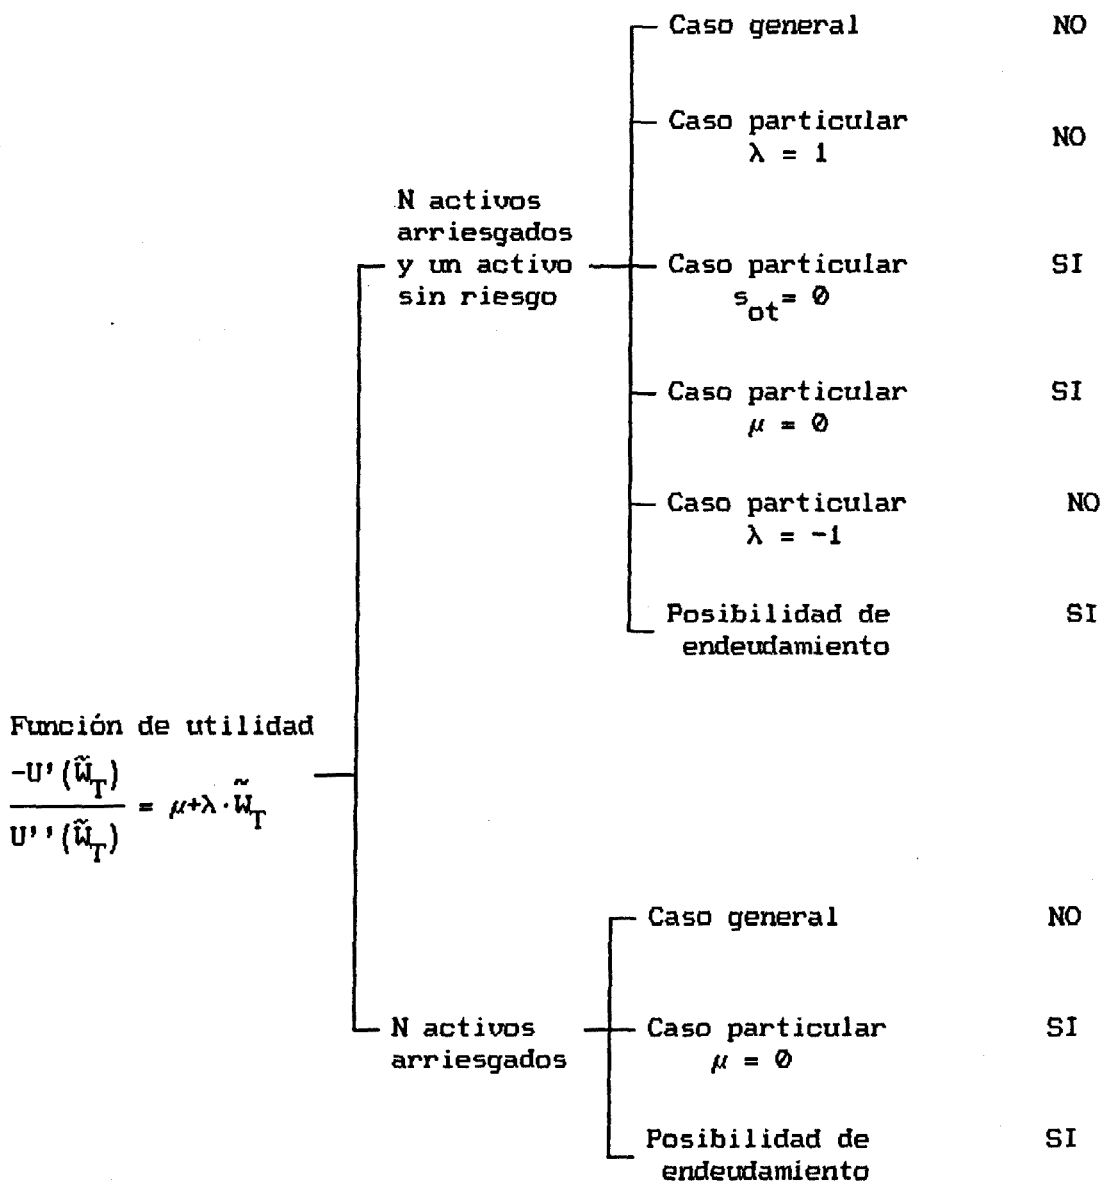 Caso general NO
Caso particular
λ = 1 NO
N activos
arriesgados
y un activo
sin riesgo
Caso particular SI
s_ot = 0
Caso particular SI
μ = 0
Caso particular NO
λ = -1
Posibilidad de SI
endeudamiento
Función de utilidad
-U'(W̃_T)
U''(W̃_T)
= μ+λ·W̃_T
Caso general NO
N activos
arriesgados
Caso particular SI
μ = 0
Posibilidad de SI
endeudamiento